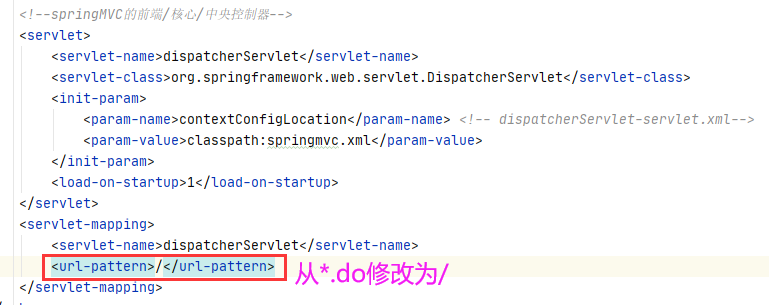 <!--springMVC的前端/核心/中央控制器-->
<servlet>
<servlet-name>dispatcherServlet</servlet-name>
<servlet-class>org.springframework.web.servlet.DispatcherServlet</servlet-class>
<init-param>
<param-name>contextConfigLocation</param-name> <!-- dispatcherServlet-servlet.xml-->
<param-value>classpath:springmvc.xml</param-value>
</init-param>
<load-on-startup>1</load-on-startup>
</servlet>
<servlet-mapping>
<servlet-name>dispatcherServlet</servlet-name>
<url-pattern>/</url-pattern> 从*.do修改为/
</servlet-mapping>